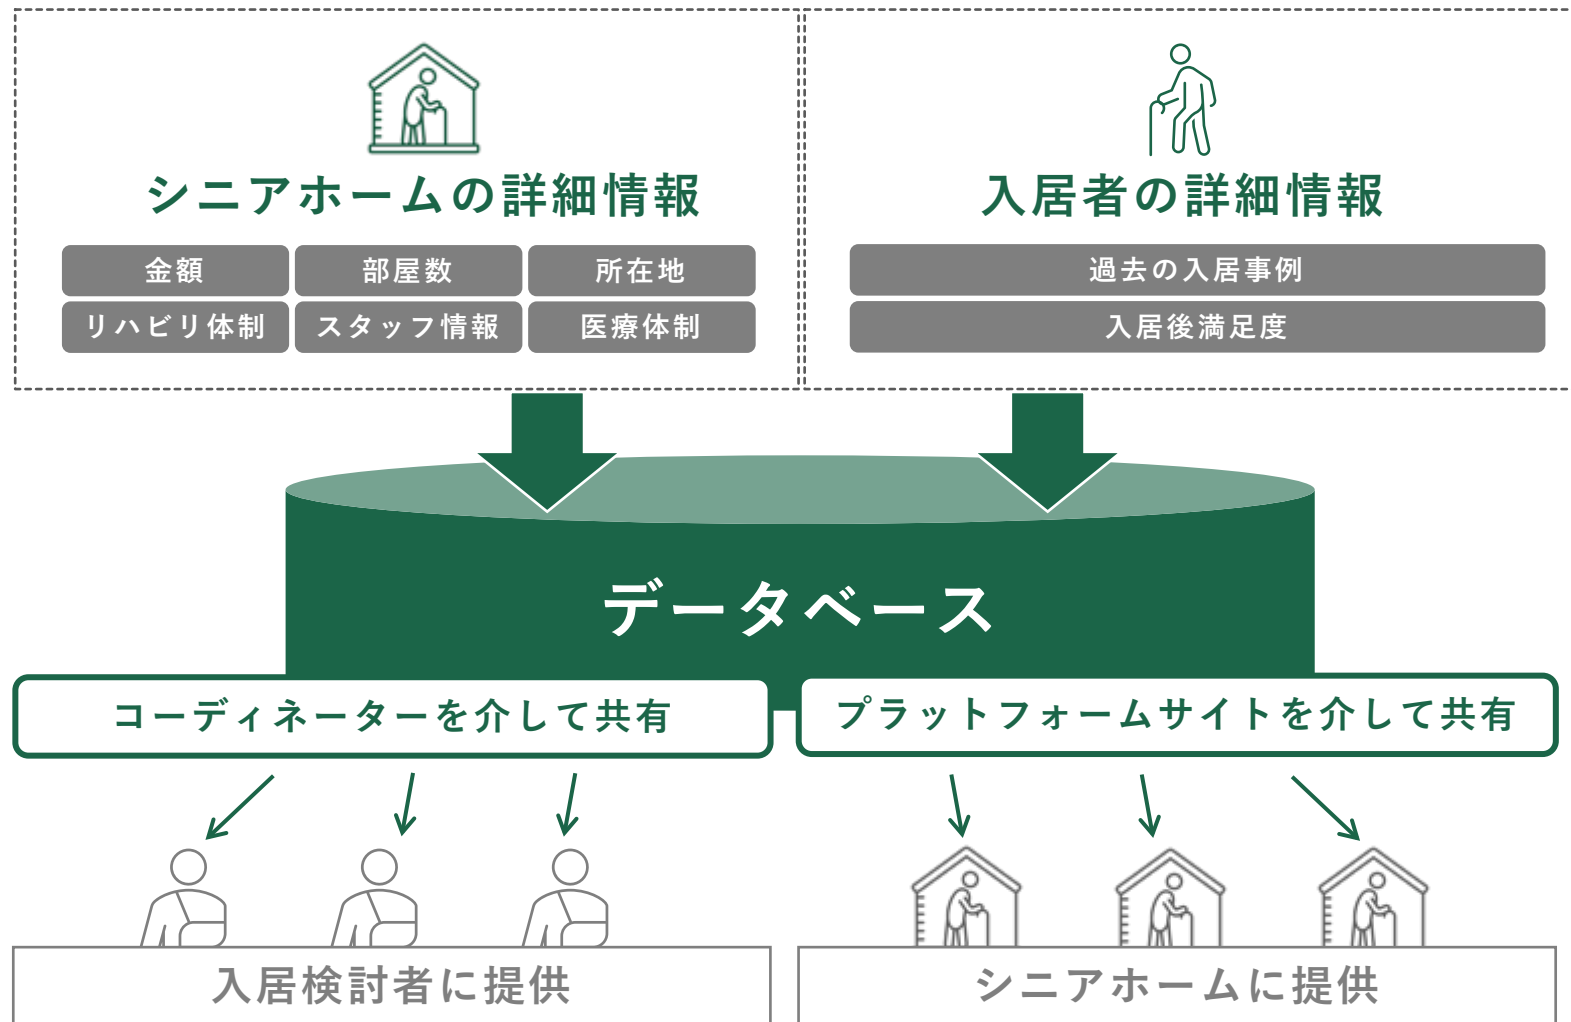 シニアホームの詳細情報
金額
部屋数
所在地
リハビリ体制
スタッフ情報
医療体制
入居者の詳細情報
過去の入居事例
入居後満足度
データベース
コーディネーターを介して共有
プラットフォームサイトを介して共有
入居検討者に提供
シニアホームに提供